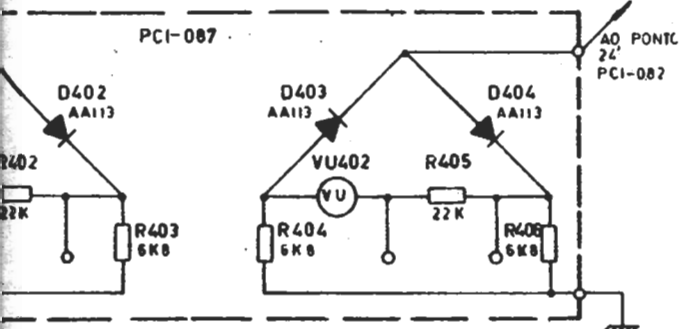 PCI-087
AO PONTO
24'
PCI-082
D402
AA113
D403
AA113
D404
AA113
R402
22K
VU402
VU
R405
22K
R403
6K8
R404
6K8
R406
6K8